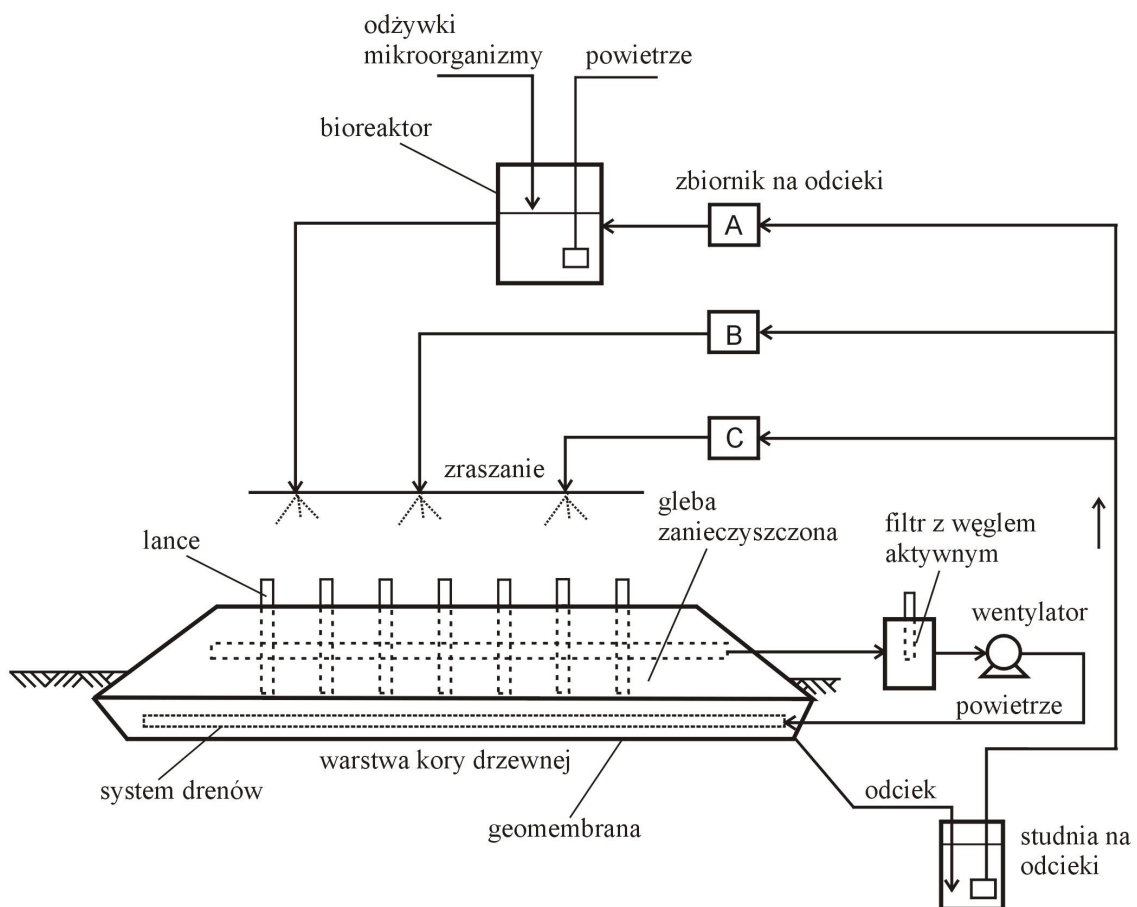 odżywki
mikroorganizmy
powietrze
bioreaktor
zbiornik na odcieki
A
B
C
zraszanie
gleba
zanieczyszczona
filtr z węglem
aktywnym
lance
wentylator
powietrze
warstwa kory drzewnej
system drenów
odciek
geomembrana
studnia na
odcieki